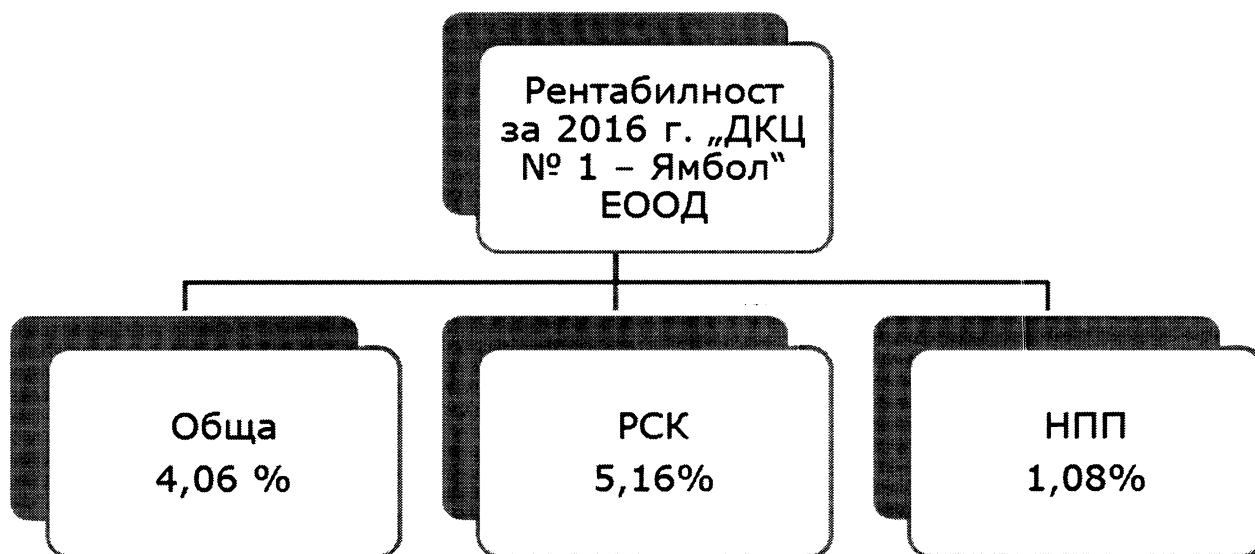 Рентабилност
за 2016 г. „ДКЦ
№ 1 – Ямбол“
ЕООД
Обща
4,06 %
РСК
5,16%
НПП
1,08%